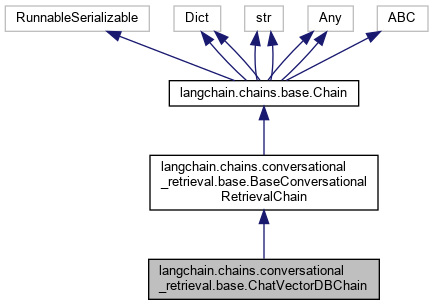 RunnableSerializable
Dict
str
Any
ABC
langchain.chains.base.Chain
langchain.chains.conversational
_retrieval.base.BaseConversational
RetrievalChain
langchain.chains.conversational
_retrieval.base.ChatVectorDBChain